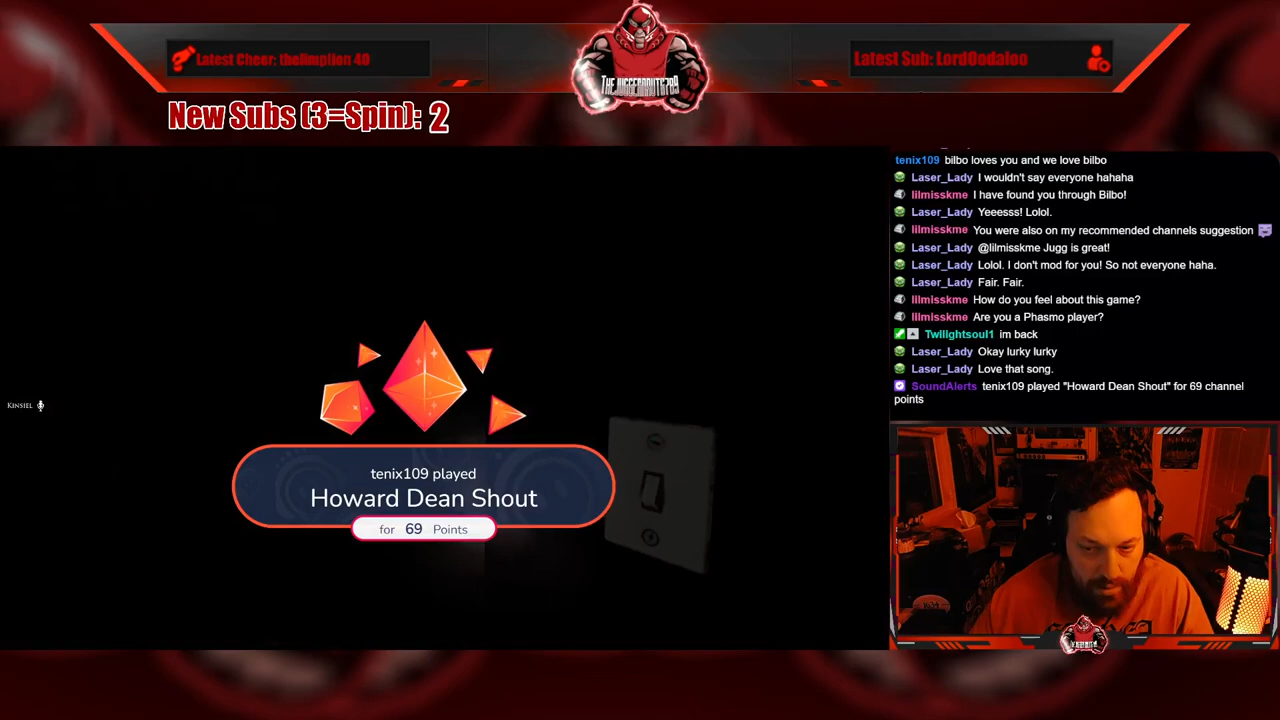 Latest Cheer: thelimption 40
THEJUGGERNAUT6789
Latest Sub: LordOodaloo
New Subs (3=Spin): 2
tenix109 bilbo loves you and we love bilbo
Laser_Lady I wouldn't say everyone hahaha
lilmisskme I have found you through Bilbo!
Laser_Lady Yeeesss! Lolol.
lilmisskme You were also on my recommended channels suggestion
Laser_Lady @lilmisskme Jugg is great!
Laser_Lady Lolol. I don't mod for you! So not everyone haha.
Laser_Lady Fair. Fair.
lilmisskme How do you feel about this game?
lilmisskme Are you a Phasmo player?
Twilightsoul1 im back
Laser_Lady Okay lurky lurky
Laser_Lady Love that song.
SoundAlerts tenix109 played "Howard Dean Shout" for 69 channel
points
Kinsiel
tenix109 played
Howard Dean Shout
for 69 Points